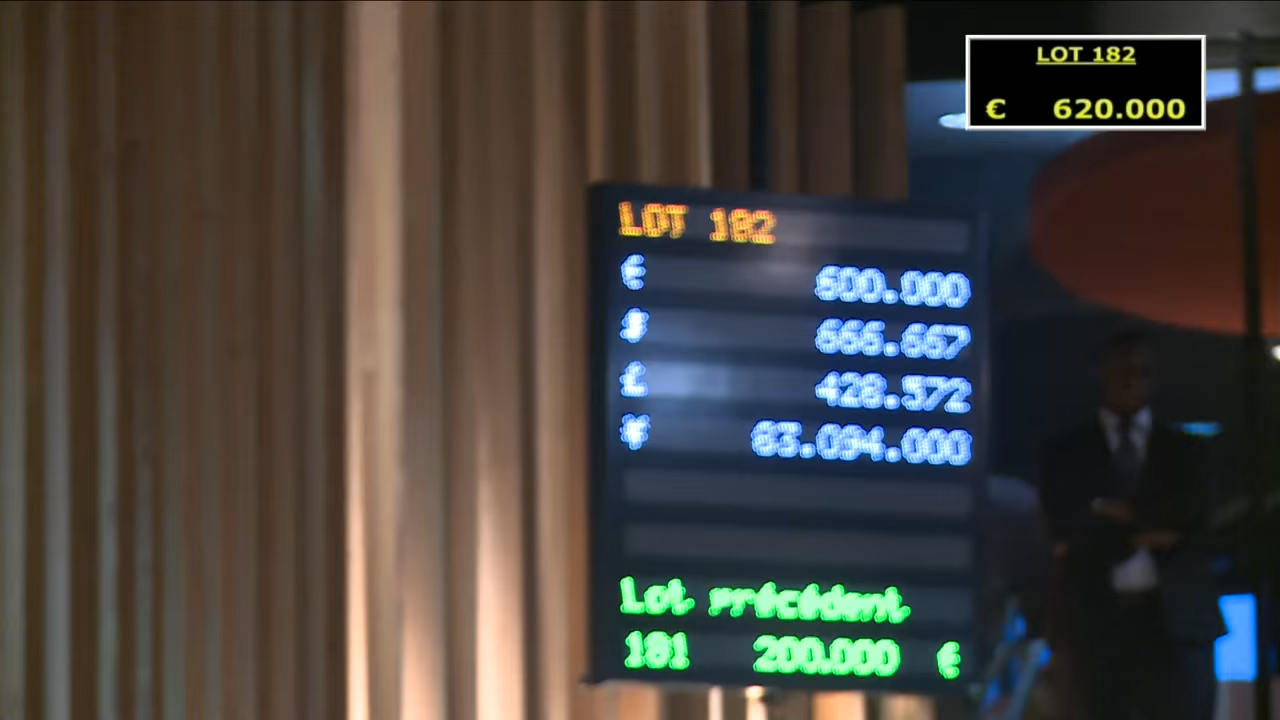 LOT 182
€ 620.000
LOT 182
€ 600.000
$ 666.667
£ 428.572
¥ 83.094.000
Lot précédent
181 200.000 €